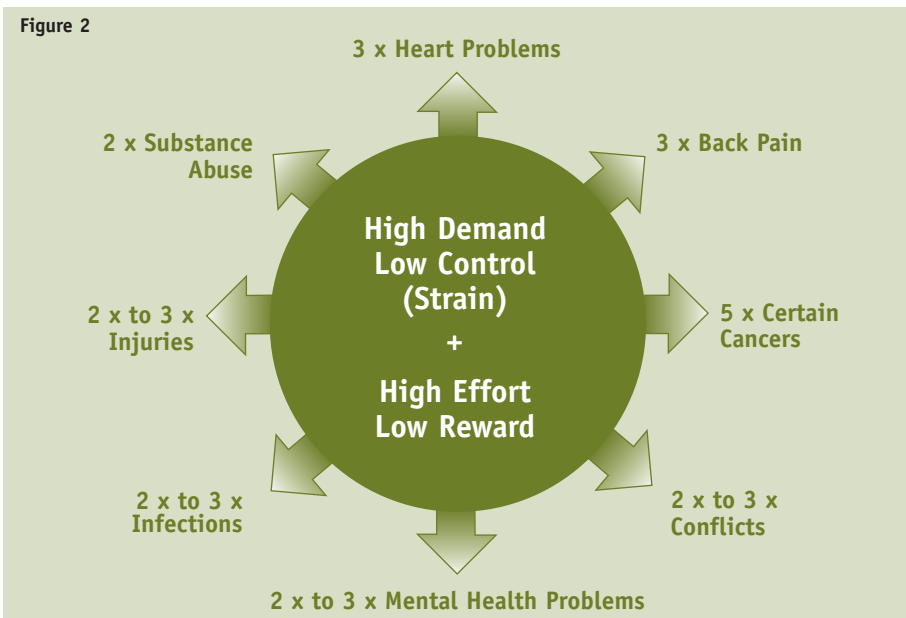 Figure 2
3 x Heart Problems
2 x Substance
Abuse
3 x Back Pain
High Demand
Low Control
(Strain)
+
High Effort
Low Reward
2 x to 3 x
Injuries
5 x Certain
Cancers
2 x to 3 x
Infections
2 x to 3 x
Conflicts
2 x to 3 x Mental Health Problems